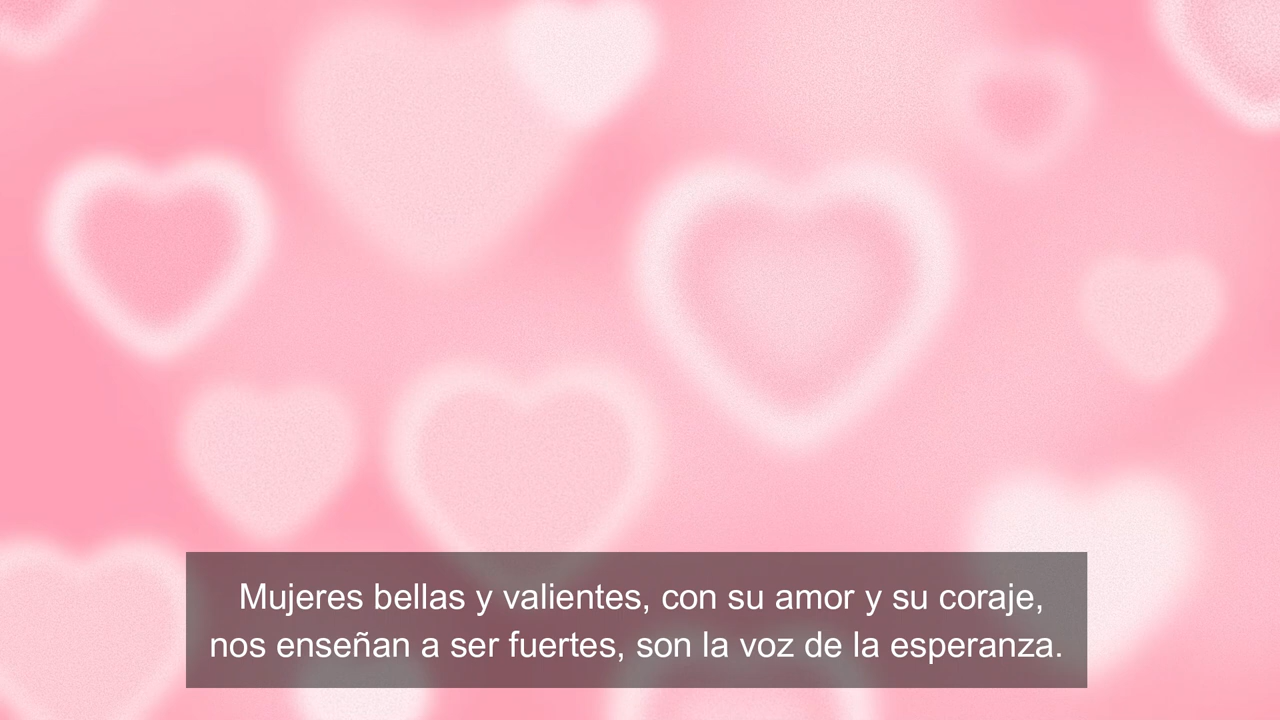 Mujeres bellas y valientes, con su amor y su coraje,
nos enseñan a ser fuertes, son la voz de la esperanza.